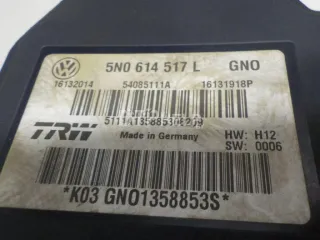 5N0 614 517 L GNO
16132014 54085111A 16131918P
TRW
Made in Germany
HW: H12
SW: 0006
*K03 GNO1358853S*